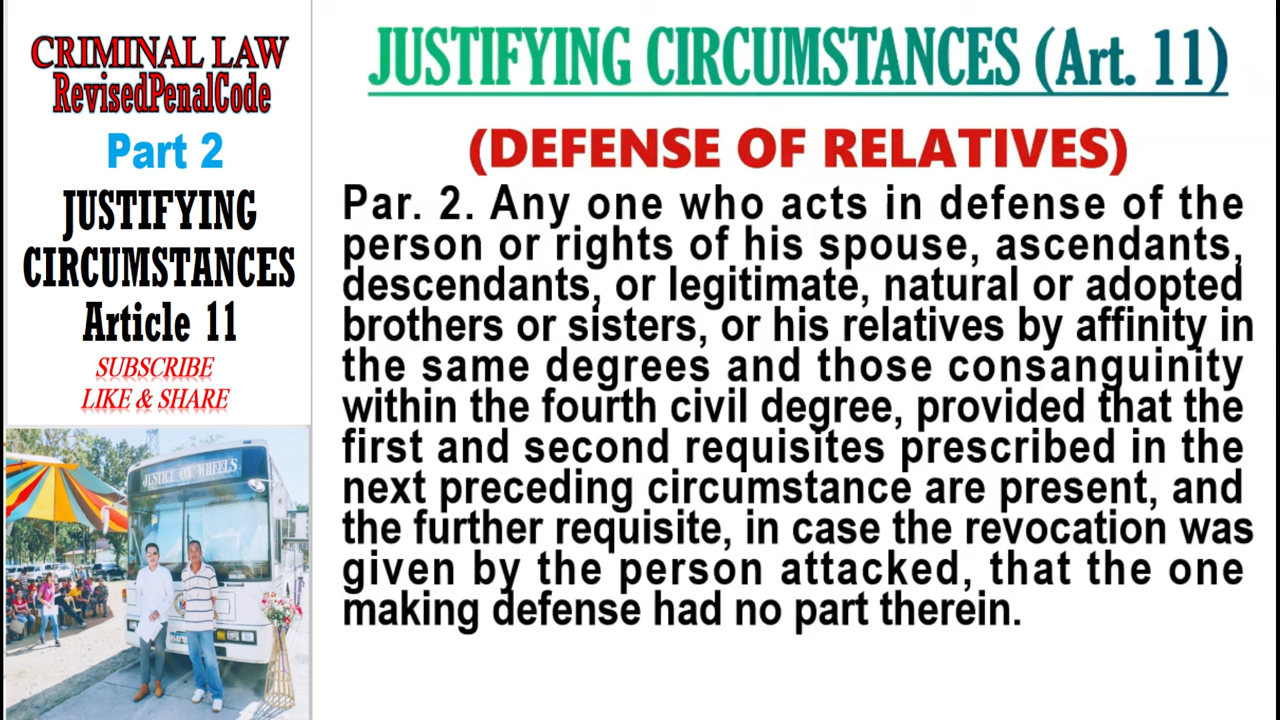 CRIMINAL LAW
RevisedPenalCode
Part 2
JUSTIFYING
CIRCUMSTANCES
Article 11
SUBSCRIBE
LIKE & SHARE
JUSTICE ON WHEELS
JUSTIFYING CIRCUMSTANCES (Art. 11)
(DEFENSE OF RELATIVES)
Par. 2. Any one who acts in defense of the
person or rights of his spouse, ascendants,
descendants, or legitimate, natural or adopted
brothers or sisters, or his relatives by affinity in
the same degrees and those consanguinity
within the fourth civil degree, provided that the
first and second requisites prescribed in the
next preceding circumstance are present, and
the further requisite, in case the revocation was
given by the person attacked, that the one
making defense had no part therein.